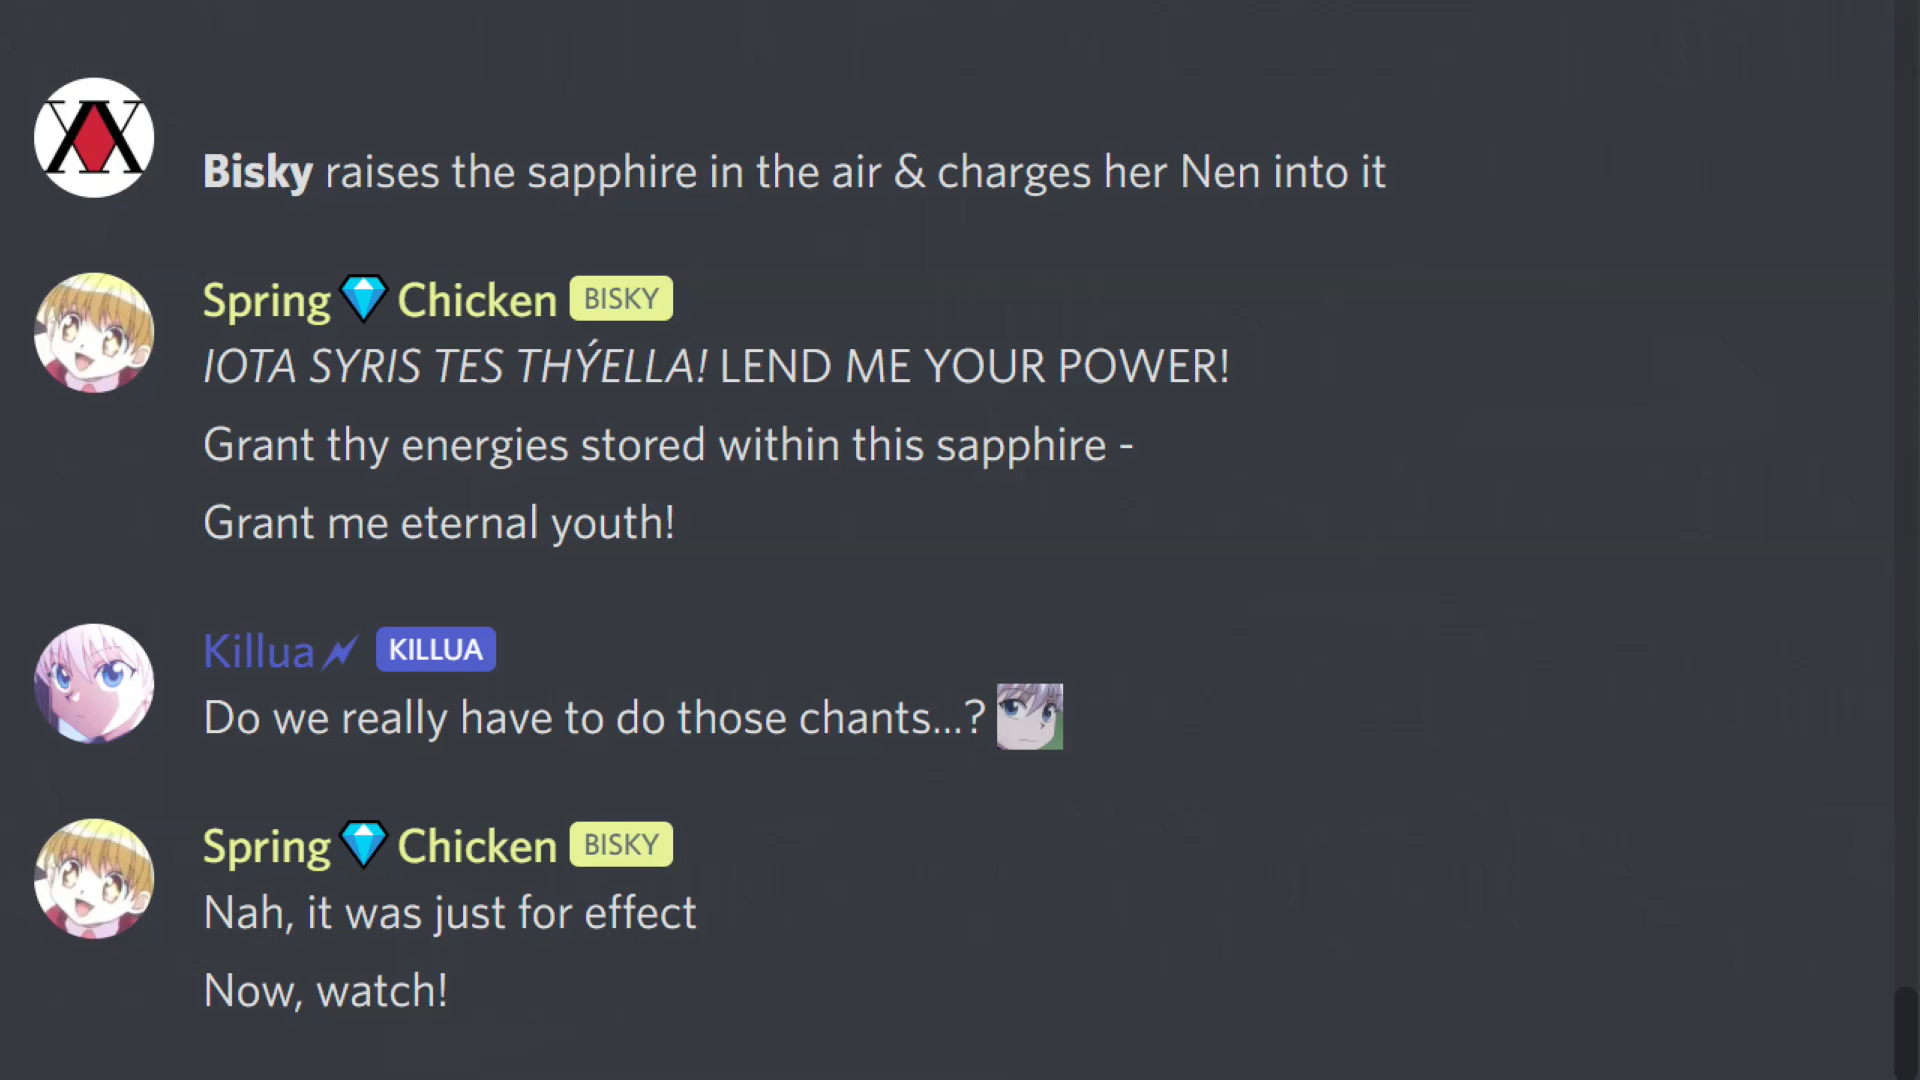 Bisky raises the sapphire in the air & charges her Nen into it
Spring💎Chicken BISKY
IOTA SYRIS TES THÝELLA! LEND ME YOUR POWER!
Grant thy energies stored within this sapphire -
Grant me eternal youth!
Killua KILLUA
Do we really have to do those chants...?
Spring💎Chicken BISKY
Nah, it was just for effect
Now, watch!